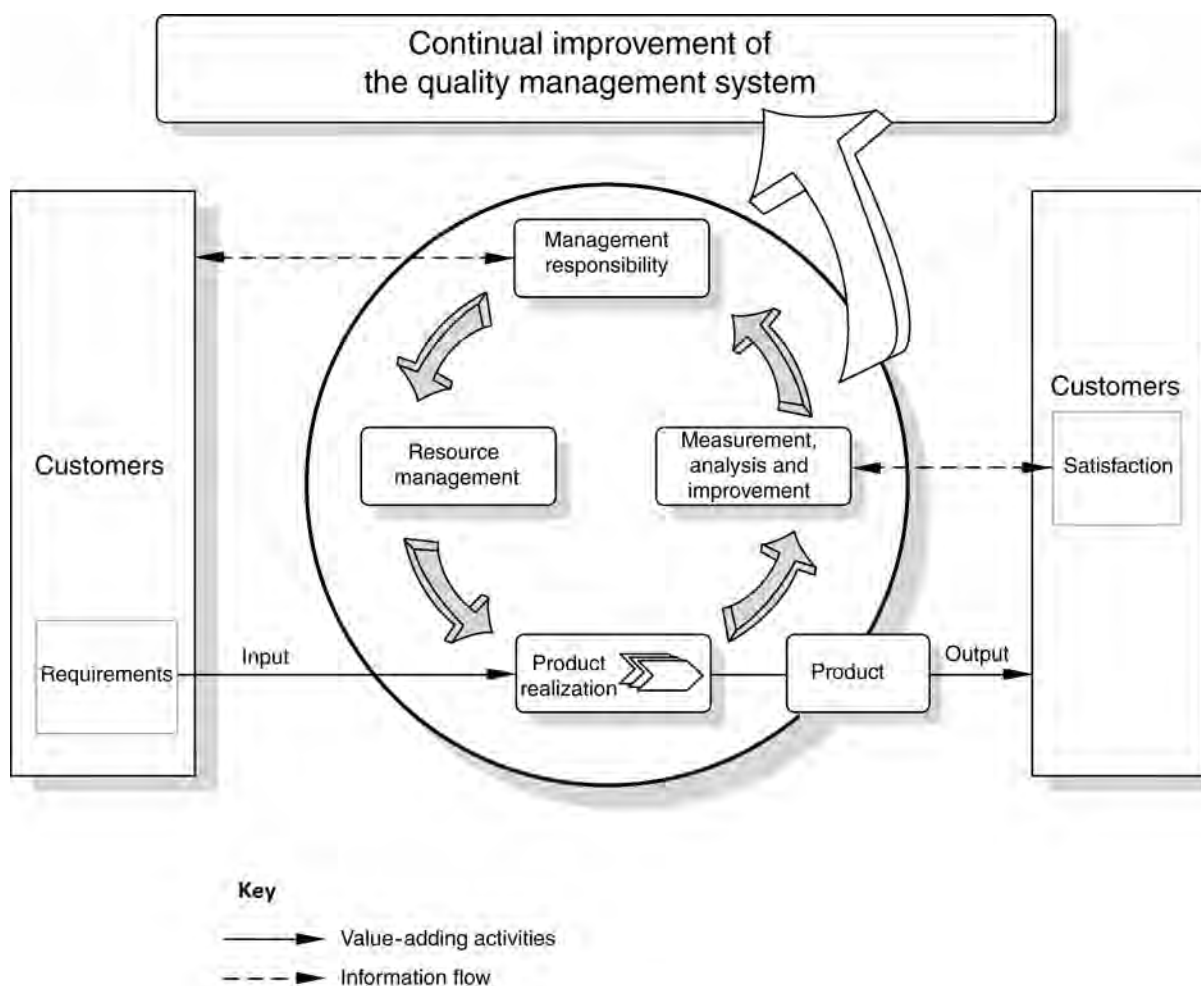 Continual improvement of
the quality management system
Management
responsibility
Customers
Resource
management
Measurement,
analysis and
improvement
Customers
Satisfaction
Requirements
Input
Product
realization
Product
Output
Key
Value-adding activities
Information flow